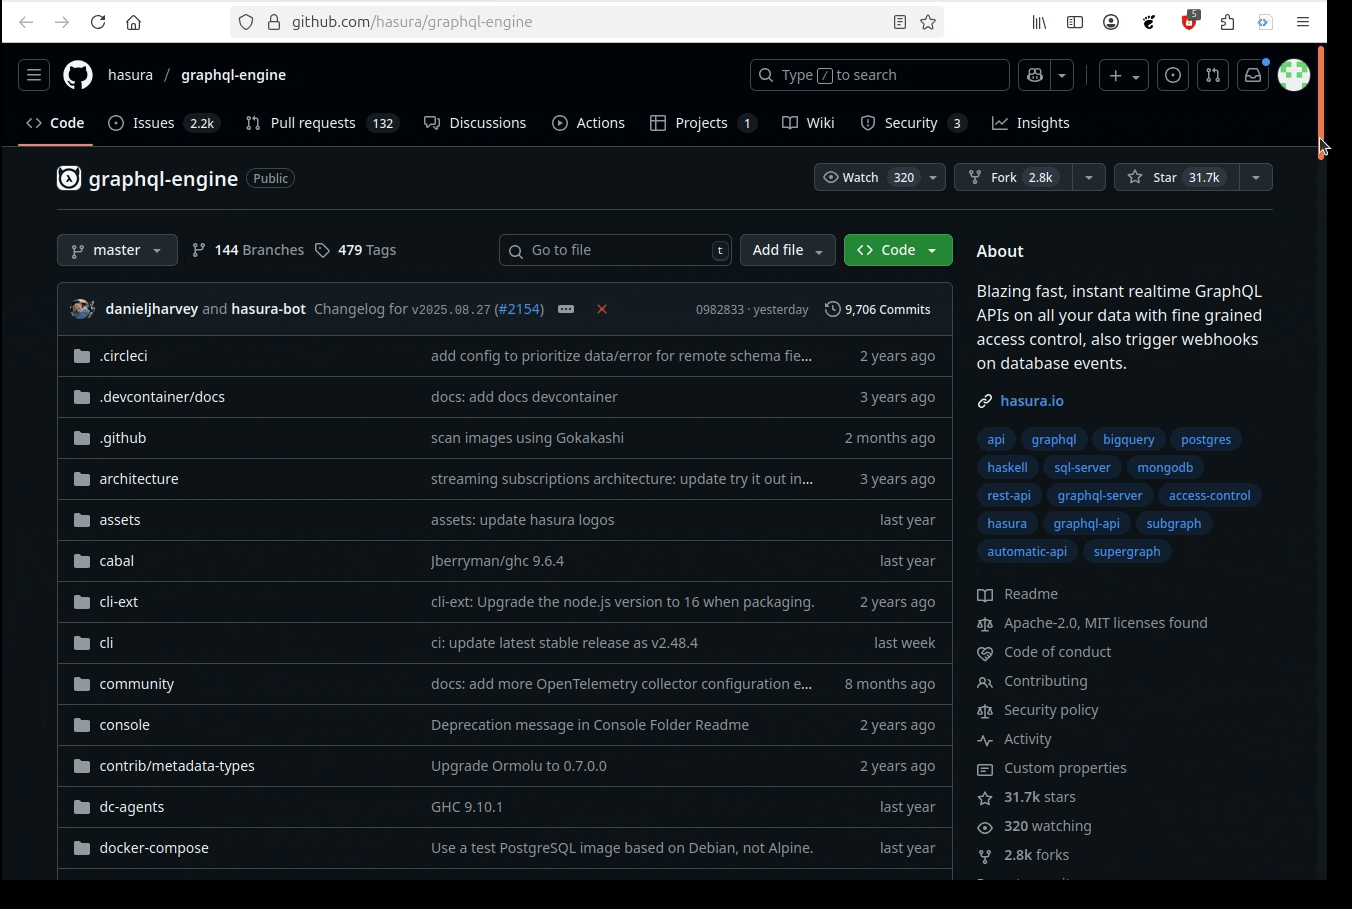 github.com/hasura/graphql-engine
5
hasura / graphql-engine
Type / to search
Code
Issues 2.2k
Pull requests 132
Discussions
Actions
Projects 1
Wiki
Security 3
Insights
graphql-engine Public
Watch 320
Fork 2.8k
Star 31.7k
master
144 Branches
479 Tags
Go to file t
Add file
Code
danieljharvey and hasura-bot Changelog for v2025.08.27 (#2154) 0982833 · yesterday 9,706 Commits
.circleci add config to prioritize data/error for remote schema fie... 2 years ago
.devcontainer/docs docs: add docs devcontainer 3 years ago
.github scan images using Gokakashi 2 months ago
architecture streaming subscriptions architecture: update try it out in... 3 years ago
assets assets: update hasura logos last year
cabal Jberryman/ghc 9.6.4 last year
cli-ext cli-ext: Upgrade the node.js version to 16 when packaging. 2 years ago
cli ci: update latest stable release as v2.48.4 last week
community docs: add more OpenTelemetry collector configuration e... 8 months ago
console Deprecation message in Console Folder Readme 2 years ago
contrib/metadata-types Upgrade Ormolu to 0.7.0.0 2 years ago
dc-agents GHC 9.10.1 last year
docker-compose Use a test PostgreSQL image based on Debian, not Alpine. last year
About
Blazing fast, instant realtime GraphQL
APIs on all your data with fine grained
access control, also trigger webhooks
on database events.
hasura.io
api graphql bigquery postgres
haskell sql-server mongodb
rest-api graphql-server access-control
hasura graphql-api subgraph
automatic-api supergraph
Readme
Apache-2.0, MIT licenses found
Code of conduct
Contributing
Security policy
Activity
Custom properties
31.7k stars
320 watching
2.8k forks